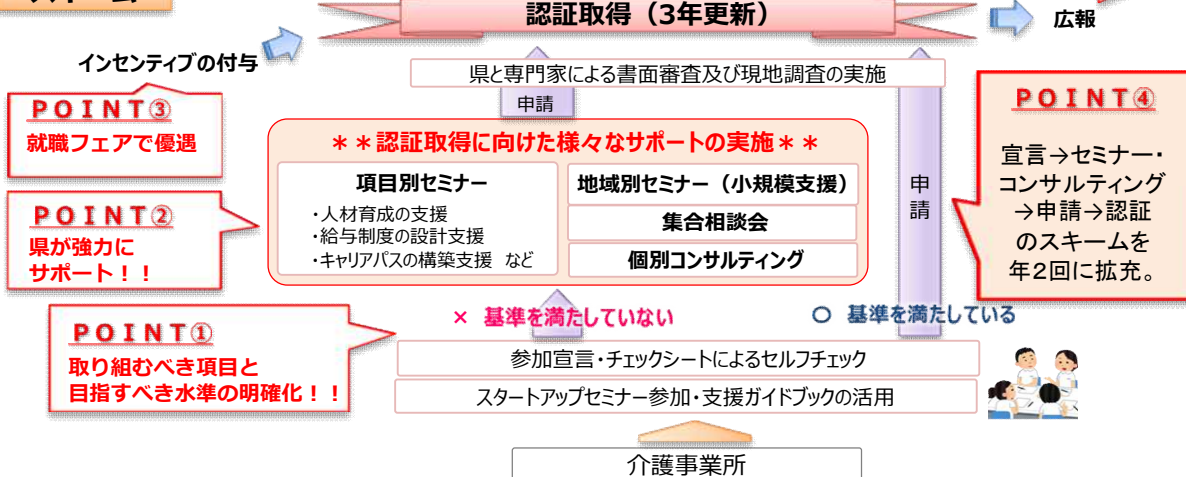 認証取得（3年更新）
広報
インセンティブの付与
県と専門家による書面審査及び現地調査の実施
申請
POINT③
就職フェアで優遇
POINT④
宣言→セミナー・
コンサルティング
→申請→認証
のスキームを
年2回に拡充。
＊＊認証取得に向けた様々なサポートの実施＊＊
項目別セミナー
・人材育成の支援
・給与制度の設計支援
・キャリアパスの構築支援 など
地域別セミナー（小規模支援）
集合相談会
個別コンサルティング
申請
POINT②
県が強力に
サポート！！
× 基準を満たしていない
○ 基準を満たしている
POINT①
取り組むべき項目と
目指すべき水準の明確化！！
参加宣言・チェックシートによるセルフチェック
スタートアップセミナー参加・支援ガイドブックの活用
介護事業所